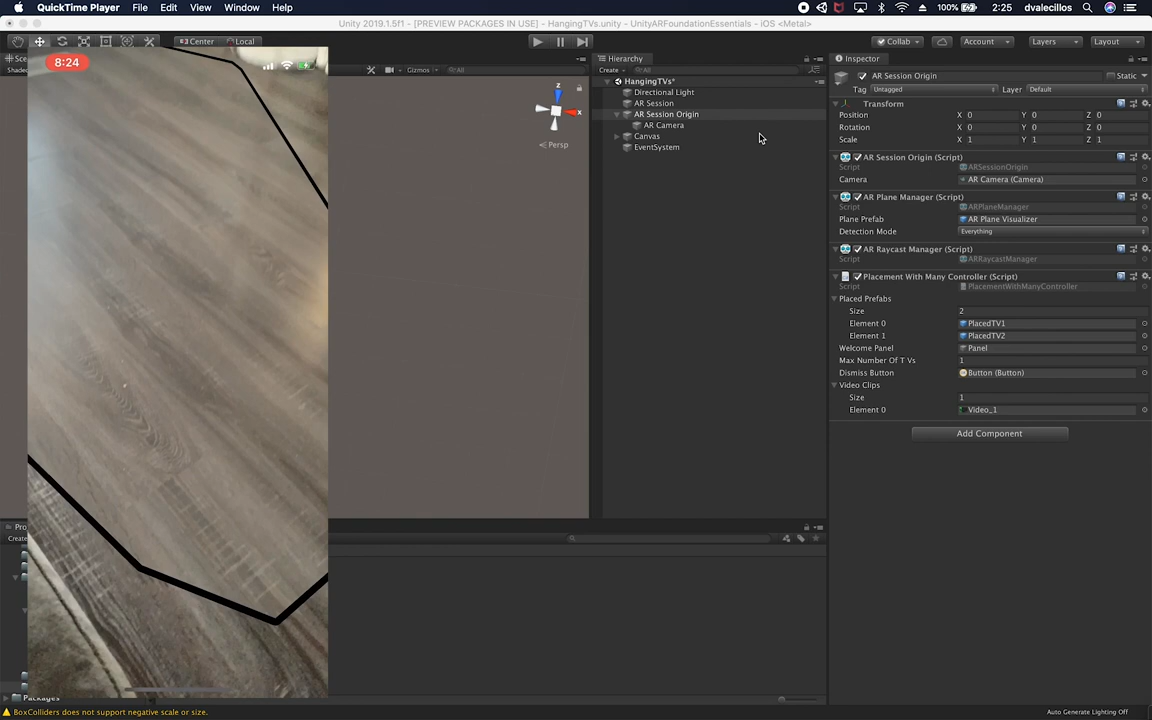 QuickTime Player File Edit View Window Help 100% 2:25 dvalecillos
Unity 2019.1.5f1 - [PREVIEW PACKAGES IN USE] - HangingTVs.unity - UnityARFoundationEssentials - iOS <Metal>
Center Local Collab Account Layers Layout
8:24
Shaded
Gizmos All
z
x
Persp
Hierarchy
Create All
HangingTVs*
Directional Light
AR Session
AR Session Origin
AR Camera
Canvas
EventSystem
Create
Packages
BoxColliders does not support negative scale or size.
Inspector
AR Session Origin Static
Tag Untagged Layer Default
Transform
Position X 0 Y 0 Z 0
Rotation X 0 Y 0 Z 0
Scale X 1 Y 1 Z 1
AR Session Origin (Script)
Script ARSessionOrigin
Camera AR Camera (Camera)
AR Plane Manager (Script)
Script ARPlaneManager
Plane Prefab AR Plane Visualizer
Detection Mode Everything
AR Raycast Manager (Script)
Script ARRaycastManager
Placement With Many Controller (Script)
Script PlacementWithManyController
Placed Prefabs
Size 2
Element 0 PlacedTV1
Element 1 PlacedTV2
Welcome Panel Panel
Max Number Of T Vs 1
Dismiss Button Button (Button)
Video Clips
Size 1
Element 0 Video_1
Add Component
Auto Generate Lighting Off